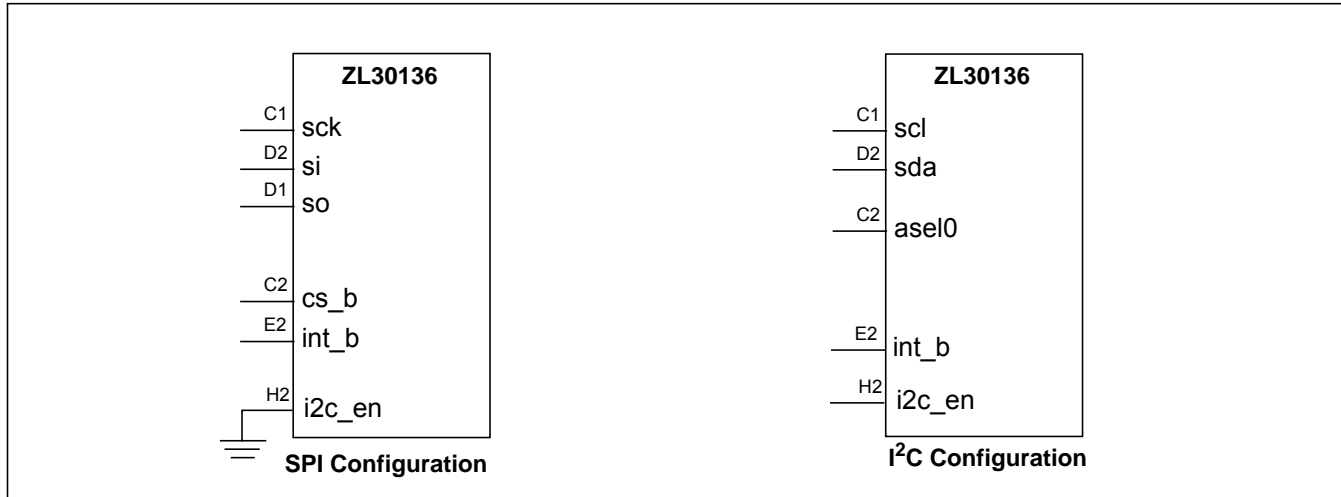 ZL30136
C1 sck
D2 si
D1 so
C2 cs_b
E2 int_b
H2 i2c_en
SPI Configuration
ZL30136
C1 scl
D2 sda
C2 asel0
E2 int_b
H2 i2c_en
I²C Configuration